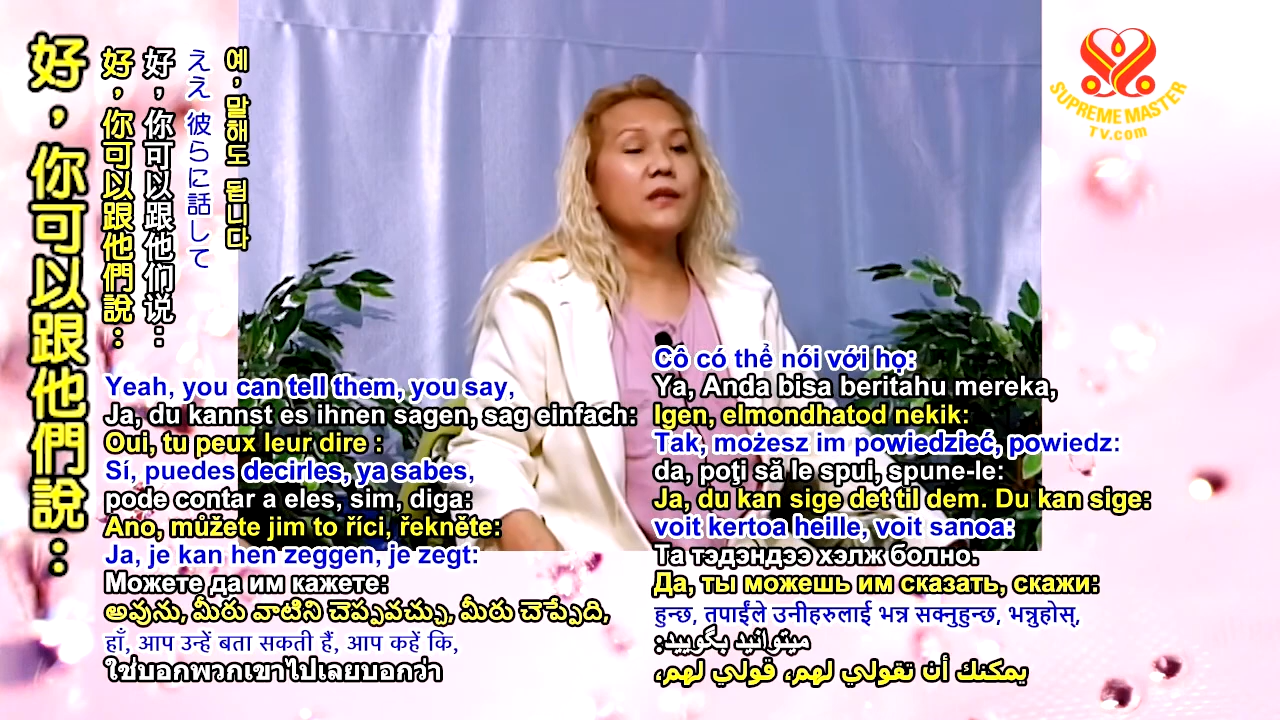 好，你可以跟他們說：
好，你可以跟他們說：
好，你可以跟他们说：
ええ 彼らに話して
예, 말해도 됩니다
SUPREME MASTER
TV.com
Yeah, you can tell them, you say,
Ja, du kannst es ihnen sagen, sag einfach:
Oui, tu peux leur dire :
Sí, puedes decirles, ya sabes,
pode contar a eles, sim, diga:
Ano, můžete jim to říci, řekněte:
Ja, je kan hen zeggen, je zegt:
Можете да им кажете:
అవును, మీరు వాటిని చెప్పవచ్చు, మీరు చెప్పేది,
हाँ, आप उन्हें बता सकती हैं, आप कहें कि,
ใช่บอกพวกเขาไปเลยบอกว่า
Cô có thể nói với họ:
Ya, Anda bisa beritahu mereka,
Igen, elmondhatod nekik:
Tak, możesz im powiedzieć, powiedz:
da, poţi să le spui, spune-le:
Ja, du kan sige det til dem. Du kan sige:
voit kertoa heille, voit sanoa:
Та тэдэндээ хэлж болно.
Да, ты можешь им сказать, скажи:
हुन्छ, तपाईंले उनीहरुलाई भन्न सक्नुहुन्छ, भन्नुहोस्,
میتوانید بگویید:
يمكنك أن تقولي لهم، قولي لهم،